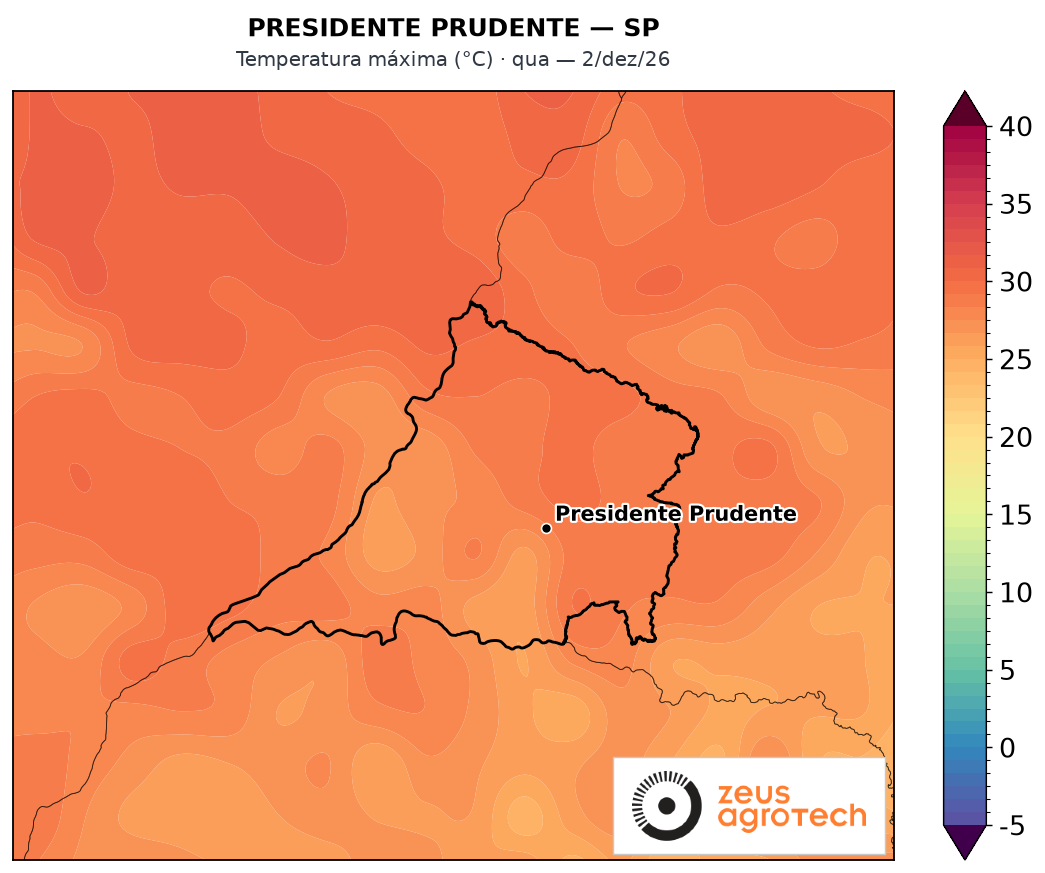 PRESIDENTE PRUDENTE — SP
Temperatura máxima (°C) · qua — 2/dez/26
40
35
30
25
20
15
10
5
0
-5
Presidente Prudente
zeus
agrotech